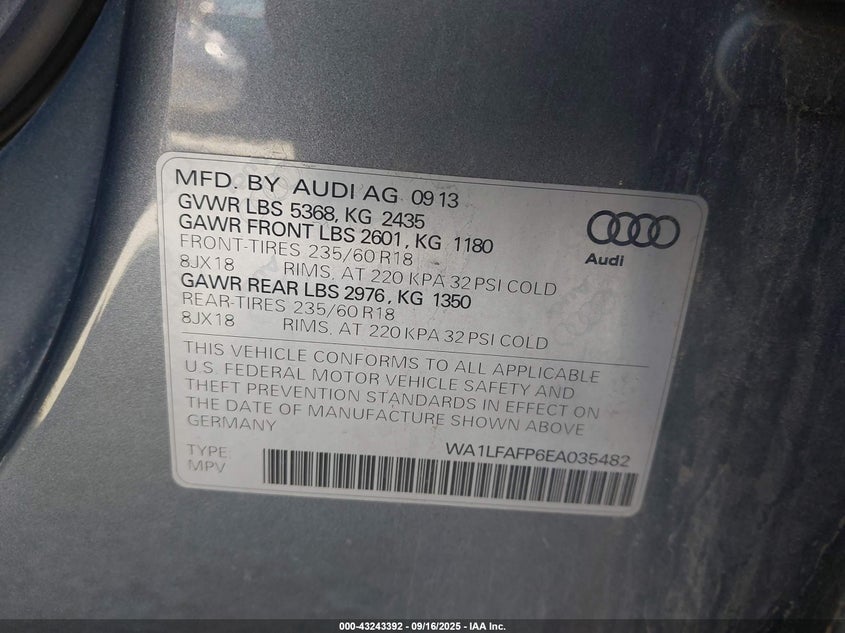 MFD. BY AUDI AG 0913
GVWR LBS 5368, KG 2435
GAWR FRONT LBS 2601, KG 1180
FRONT-TIRES 235/60 R18
8JX18 RIMS, AT 220 KPA 32 PSI COLD
GAWR REAR LBS 2976, KG 1350
REAR-TIRES 235/60 R18
8JX18 RIMS, AT 220 KPA 32 PSI COLD
Audi
THIS VEHICLE CONFORMS TO ALL APPLICABLE
U.S. FEDERAL MOTOR VEHICLE SAFETY AND
THEFT PREVENTION STANDARDS IN EFFECT ON
THE DATE OF MANUFACTURE SHOWN ABOVE
GERMANY
TYPE: WA1LFAFP6EA035482
MPV
000-43243392 - 09/16/2025 - IAA Inc.